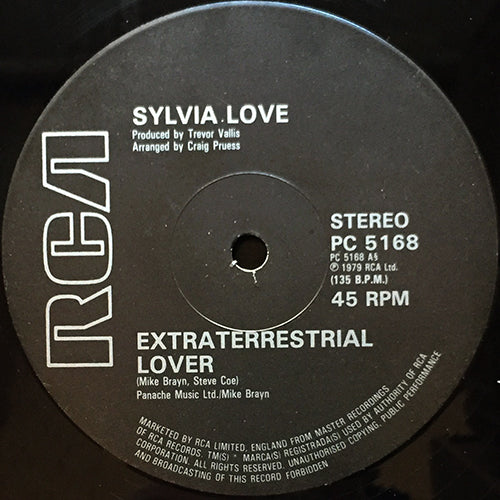 RCA
SYLVIA LOVE
Produced by Trevor Vallis
Arranged by Craig Pruess
STEREO
PC 5168
PC 5168 A§
℗ 1979 RCA Ltd.
(135 B.P.M.)
45 RPM
EXTRATERRESTRIAL
LOVER
(Mike Brayn, Steve Coe)
Panache Music Ltd./Mike Brayn
MARKETED BY RCA LIMITED, ENGLAND FROM MASTER RECORDINGS
OF RCA RECORDS. TM(S) ® MARCA(S) REGISTRADA(S) USED BY AUTHORITY OF RCA
CORPORATION. ALL RIGHTS RESERVED. UNAUTHORISED COPYING, PUBLIC PERFORMANCE
AND BROADCASTING OF THIS RECORD FORBIDDEN